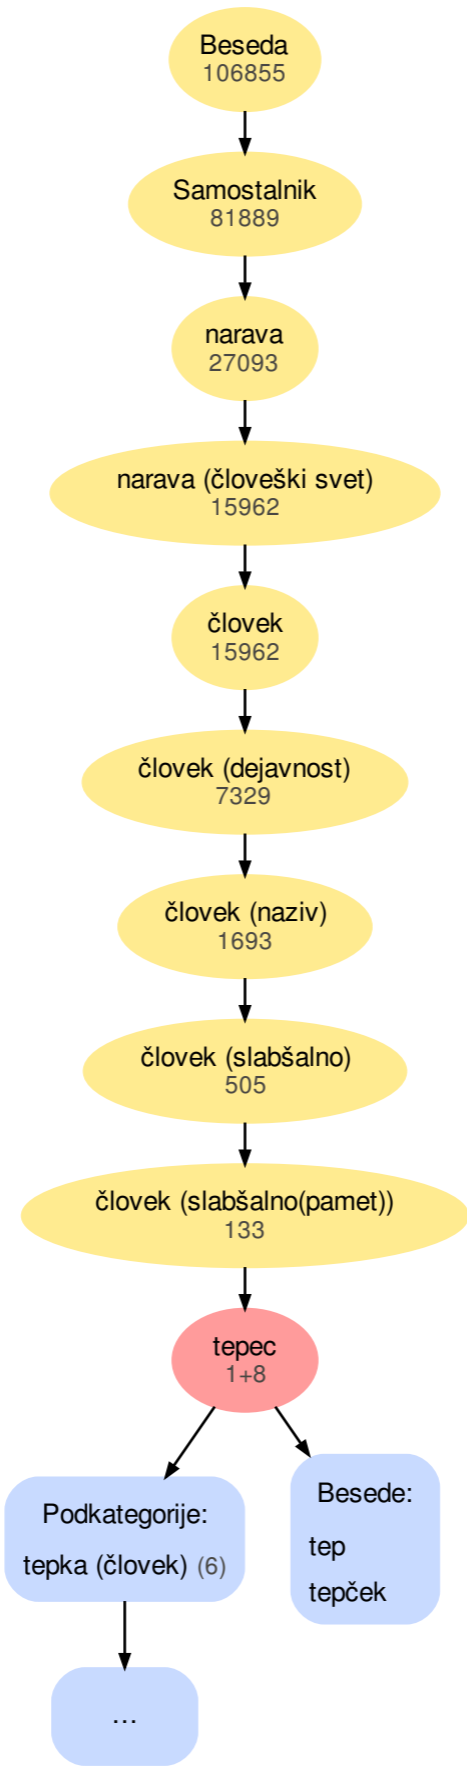 Beseda
106855
Samostalnik
81889
narava
27093
narava (človeški svet)
15962
človek
15962
človek (dejavnost)
7329
človek (naziv)
1693
človek (slabšalno)
505
človek (slabšalno(pamet))
133
tepec
1+8
Podkategorije:
tepka (človek) (6)
Besede:
tep
tepček
...